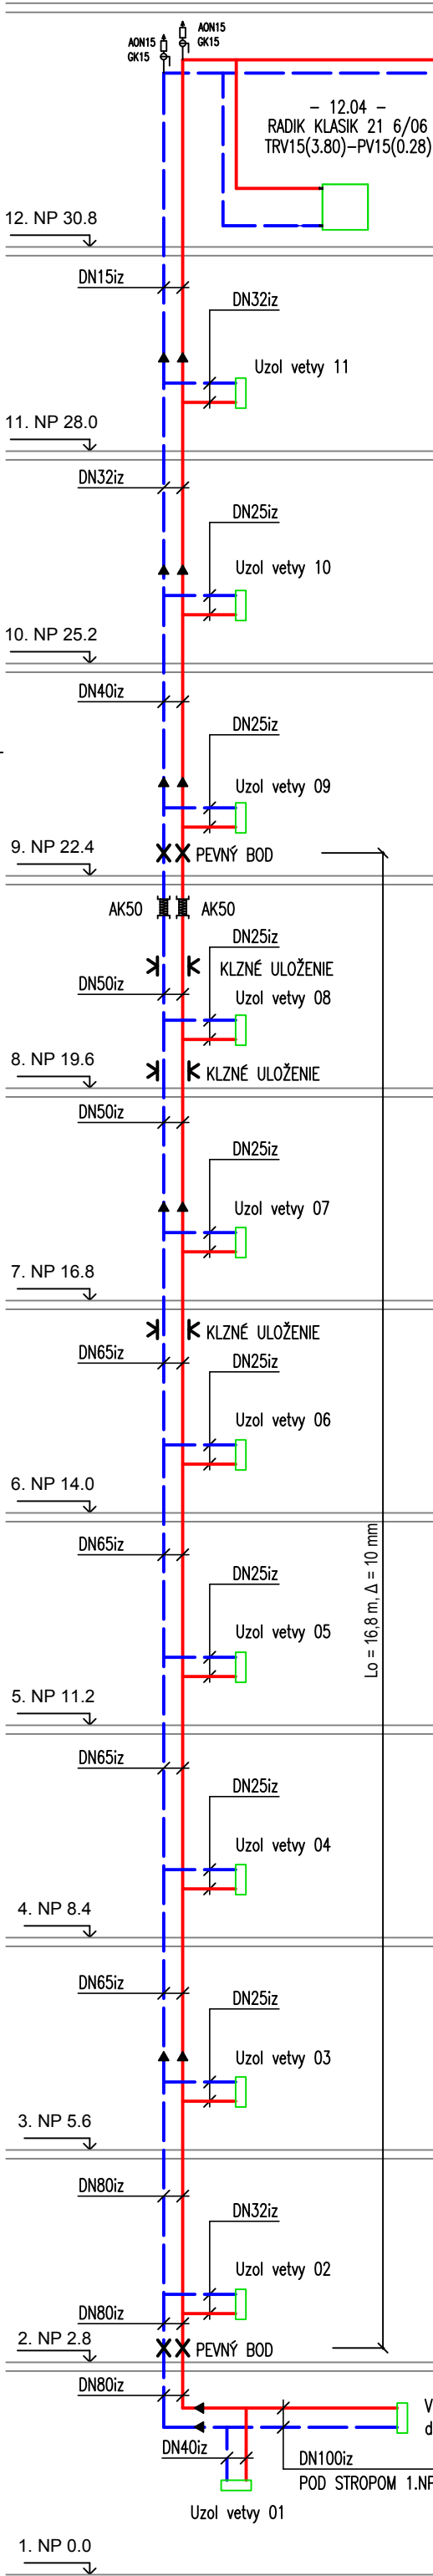 AON15
GK15
AON15
GK15
– 12.04 –
RADIK KLASIK 21 6/06
TRV15(3.80)–PV15(0.28)
12. NP 30.8
DN15iz
DN32iz
Uzol vetvy 11
11. NP 28.0
DN32iz
DN25iz
Uzol vetvy 10
10. NP 25.2
DN40iz
DN25iz
Uzol vetvy 09
9. NP 22.4
PEVNÝ BOD
AK50
AK50
DN25iz
KLZNÉ ULOŽENIE
DN50iz
Uzol vetvy 08
8. NP 19.6
KLZNÉ ULOŽENIE
DN50iz
DN25iz
Uzol vetvy 07
7. NP 16.8
KLZNÉ ULOŽENIE
DN65iz
DN25iz
Uzol vetvy 06
6. NP 14.0
DN65iz
DN25iz
Lo = 16,8 m, Δ = 10 mm
Uzol vetvy 05
5. NP 11.2
DN65iz
DN25iz
Uzol vetvy 04
4. NP 8.4
DN65iz
DN25iz
Uzol vetvy 03
3. NP 5.6
DN80iz
DN32iz
Uzol vetvy 02
DN80iz
2. NP 2.8
PEVNÝ BOD
DN80iz
V
d
DN40iz
DN100iz
POD STROPOM 1.NP
Uzol vetvy 01
1. NP 0.0